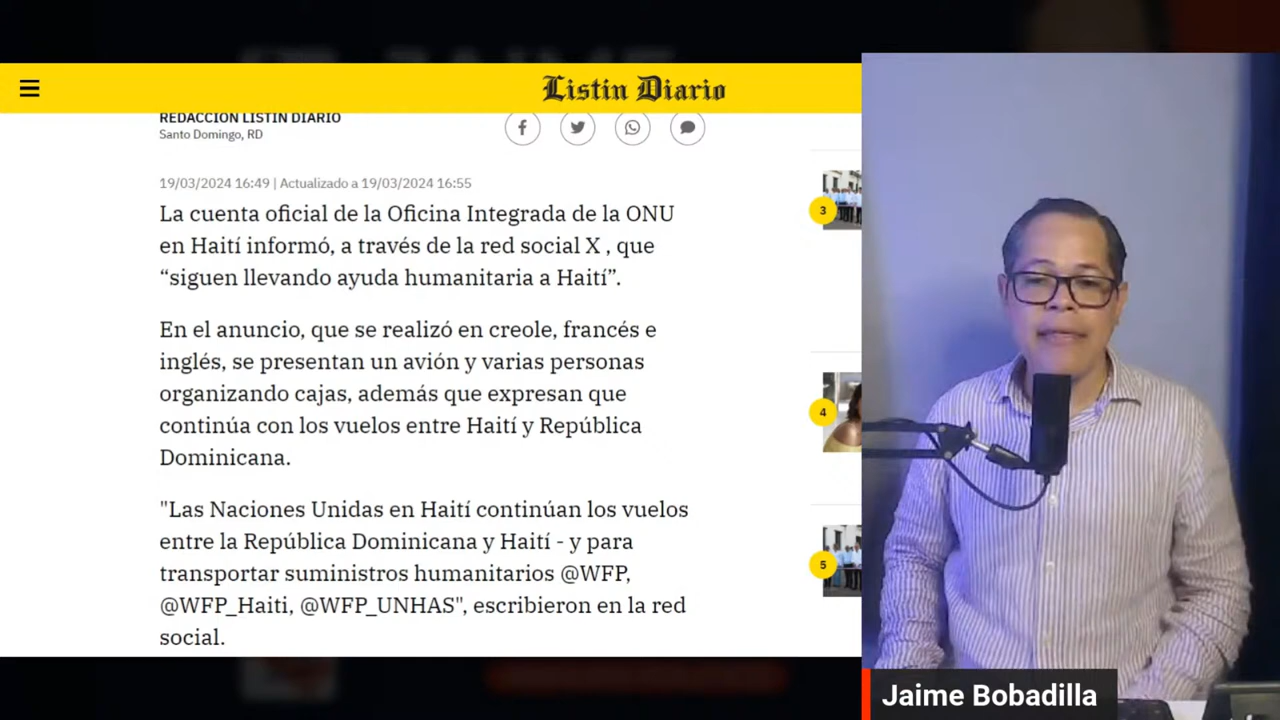 Listin Diario
REDACCIÓN LISTÍN DIARIO
Santo Domingo, RD
19/03/2024 16:49 | Actualizado a 19/03/2024 16:55
La cuenta oficial de la Oficina Integrada de la ONU
en Haití informó, a través de la red social X , que
“siguen llevando ayuda humanitaria a Haití”.
En el anuncio, que se realizó en creole, francés e
inglés, se presentan un avión y varias personas
organizando cajas, además que expresan que
continúa con los vuelos entre Haití y República
Dominicana.
"Las Naciones Unidas en Haití continúan los vuelos
entre la República Dominicana y Haití - y para
transportar suministros humanitarios @WFP,
@WFP_Haiti, @WFP_UNHAS", escribieron en la red
social.
3
4
5
Jaime Bobadilla